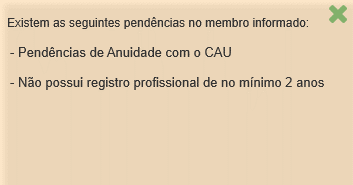 Existem as seguintes pendências no membro informado:
- Pendências de Anuidade com o CAU
- Não possui registro profissional de no mínimo 2 anos